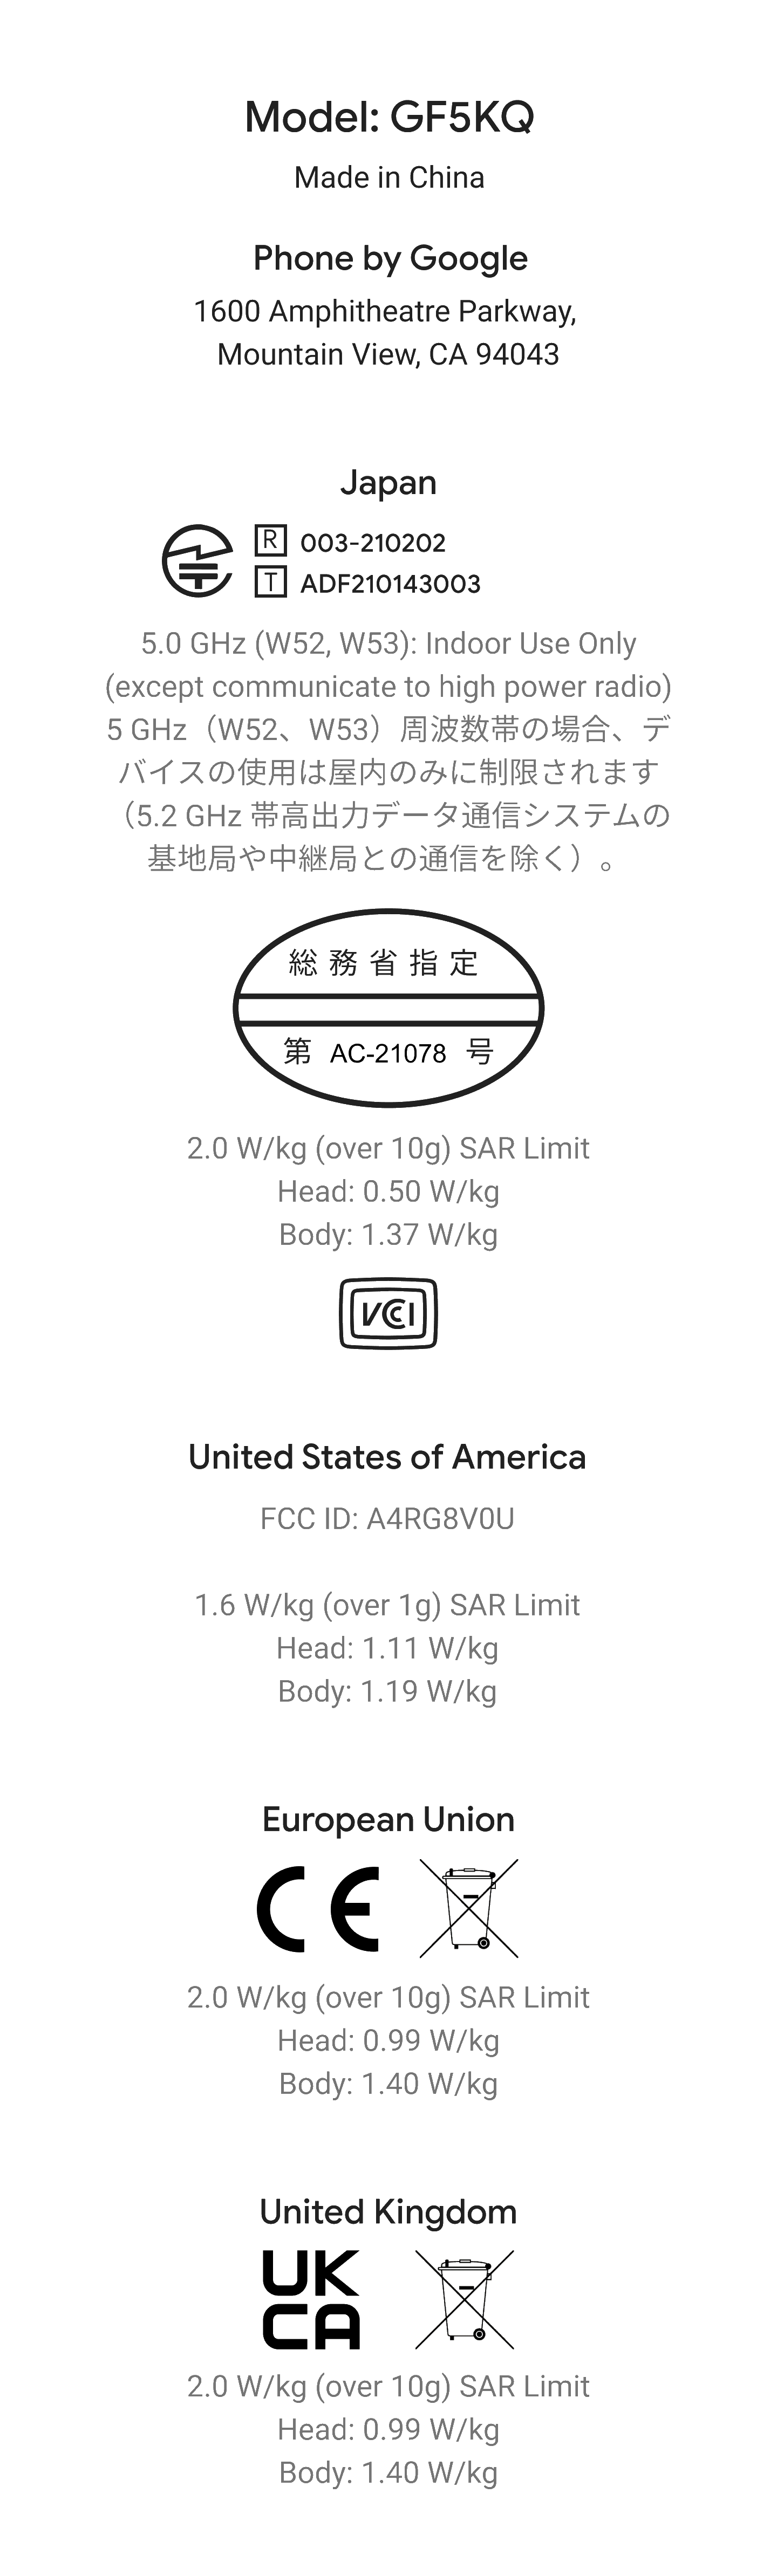 Model: GF5KQ
Made in China
Phone by Google
1600 Amphitheatre Parkway,
Mountain View, CA 94043
Japan
R 003-210202
T ADF210143003
5.0 GHz (W52, W53): Indoor Use Only
(except communicate to high power radio)
5 GHz（W52、W53）周波数帯の場合、デ
バイスの使用は屋内のみに制限されます
（5.2 GHz 帯高出力データ通信システムの
基地局や中継局との通信を除く）。
総務省指定
第 AC-21078 号
2.0 W/kg (over 10g) SAR Limit
Head: 0.50 W/kg
Body: 1.37 W/kg
VCCI
United States of America
FCC ID: A4RG8V0U
1.6 W/kg (over 1g) SAR Limit
Head: 1.11 W/kg
Body: 1.19 W/kg
European Union
CE
2.0 W/kg (over 10g) SAR Limit
Head: 0.99 W/kg
Body: 1.40 W/kg
United Kingdom
UK
CA
2.0 W/kg (over 10g) SAR Limit
Head: 0.99 W/kg
Body: 1.40 W/kg